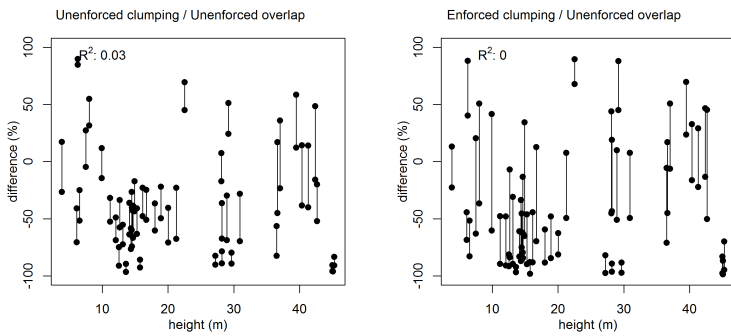 Unenforced clumping / Unenforced overlap
R²: 0.03
100
50
0
-50
-100
difference (%)
10
20
30
40
height (m)
Enforced clumping / Unenforced overlap
R²: 0
100
50
0
-50
-100
difference (%)
10
20
30
40
height (m)